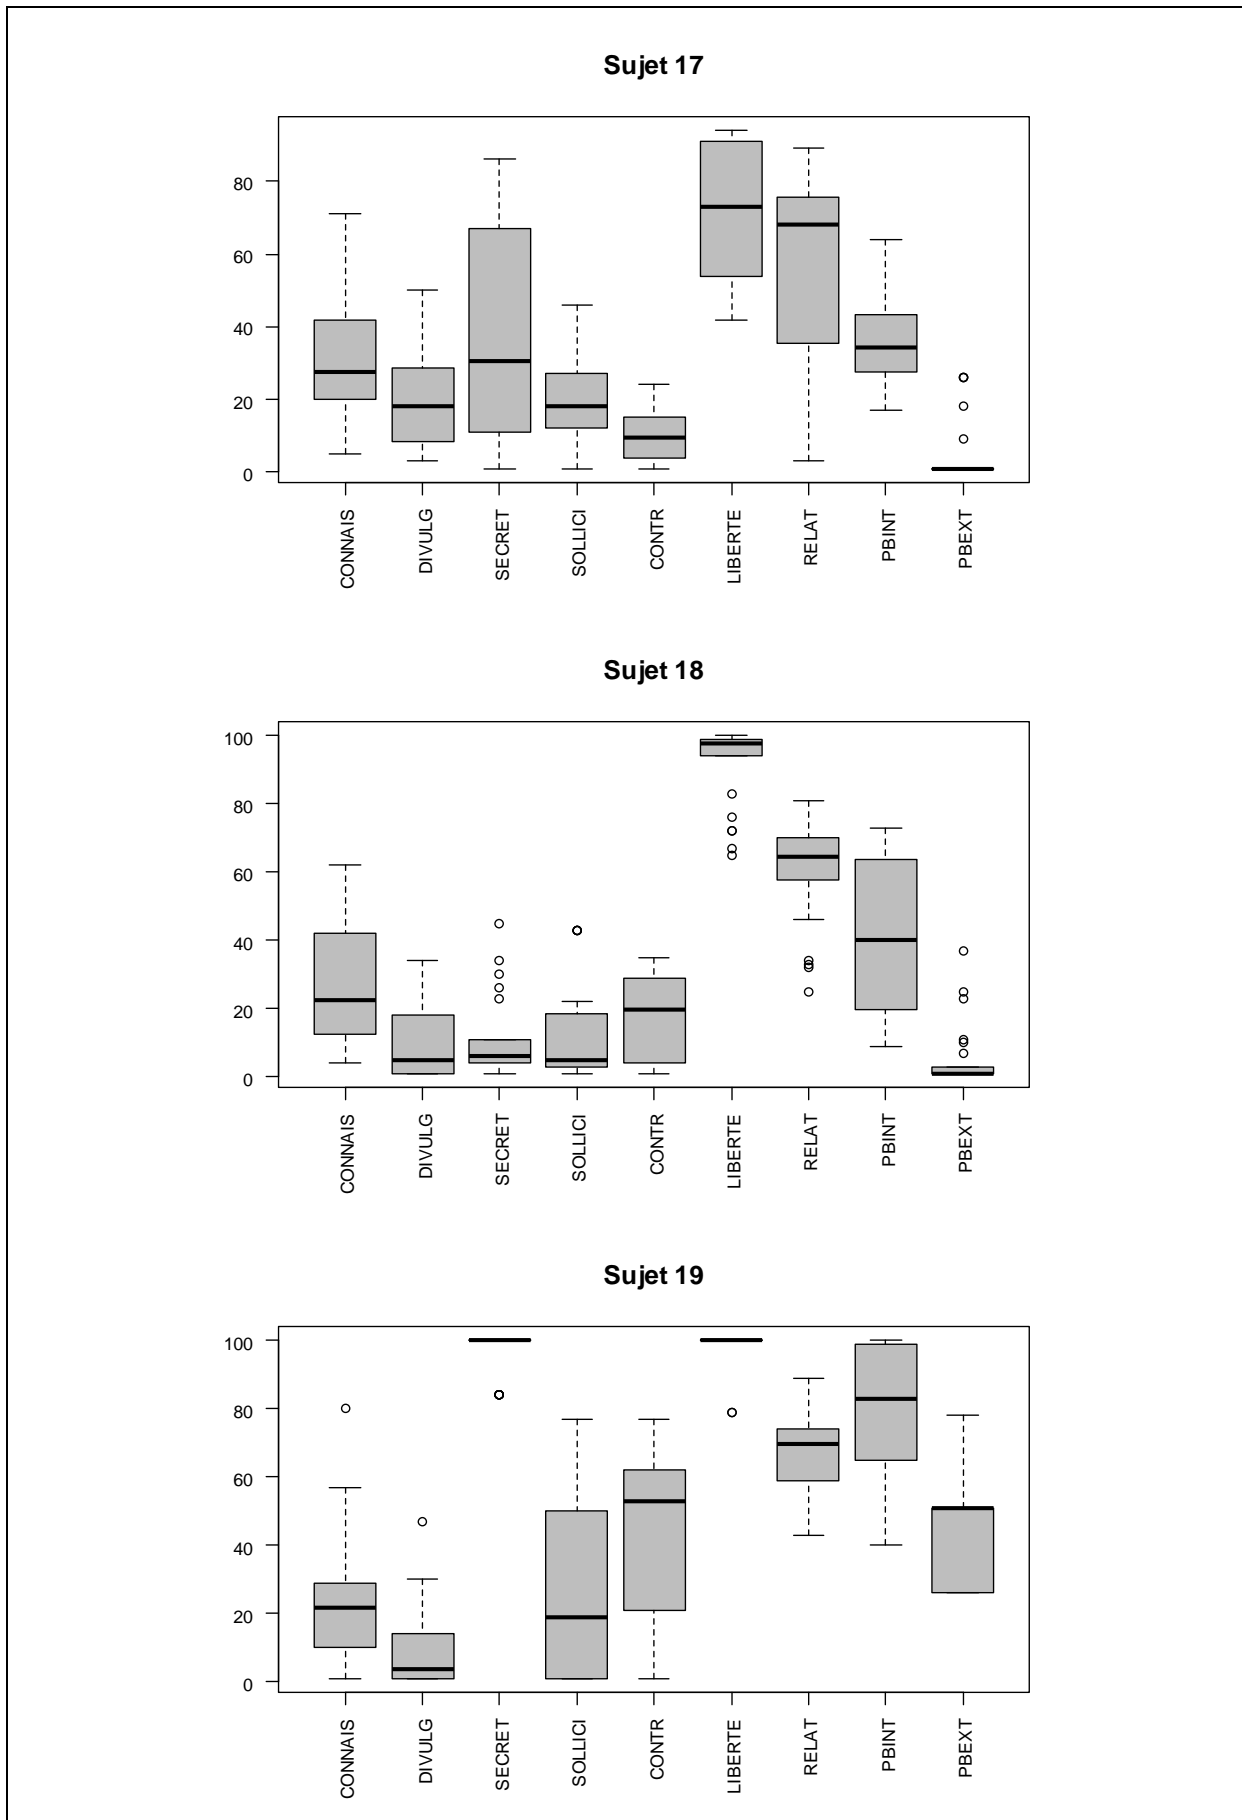 Sujet 17
80
60
40
20
0
CONNAIS
DIVULG
SECRET
SOLLICI
CONTR
LIBERTE
RELAT
PBINT
PBEXT
Sujet 18
100
80
60
40
20
0
CONNAIS
DIVULG
SECRET
SOLLICI
CONTR
LIBERTE
RELAT
PBINT
PBEXT
Sujet 19
100
80
60
40
20
0
CONNAIS
DIVULG
SECRET
SOLLICI
CONTR
LIBERTE
RELAT
PBINT
PBEXT